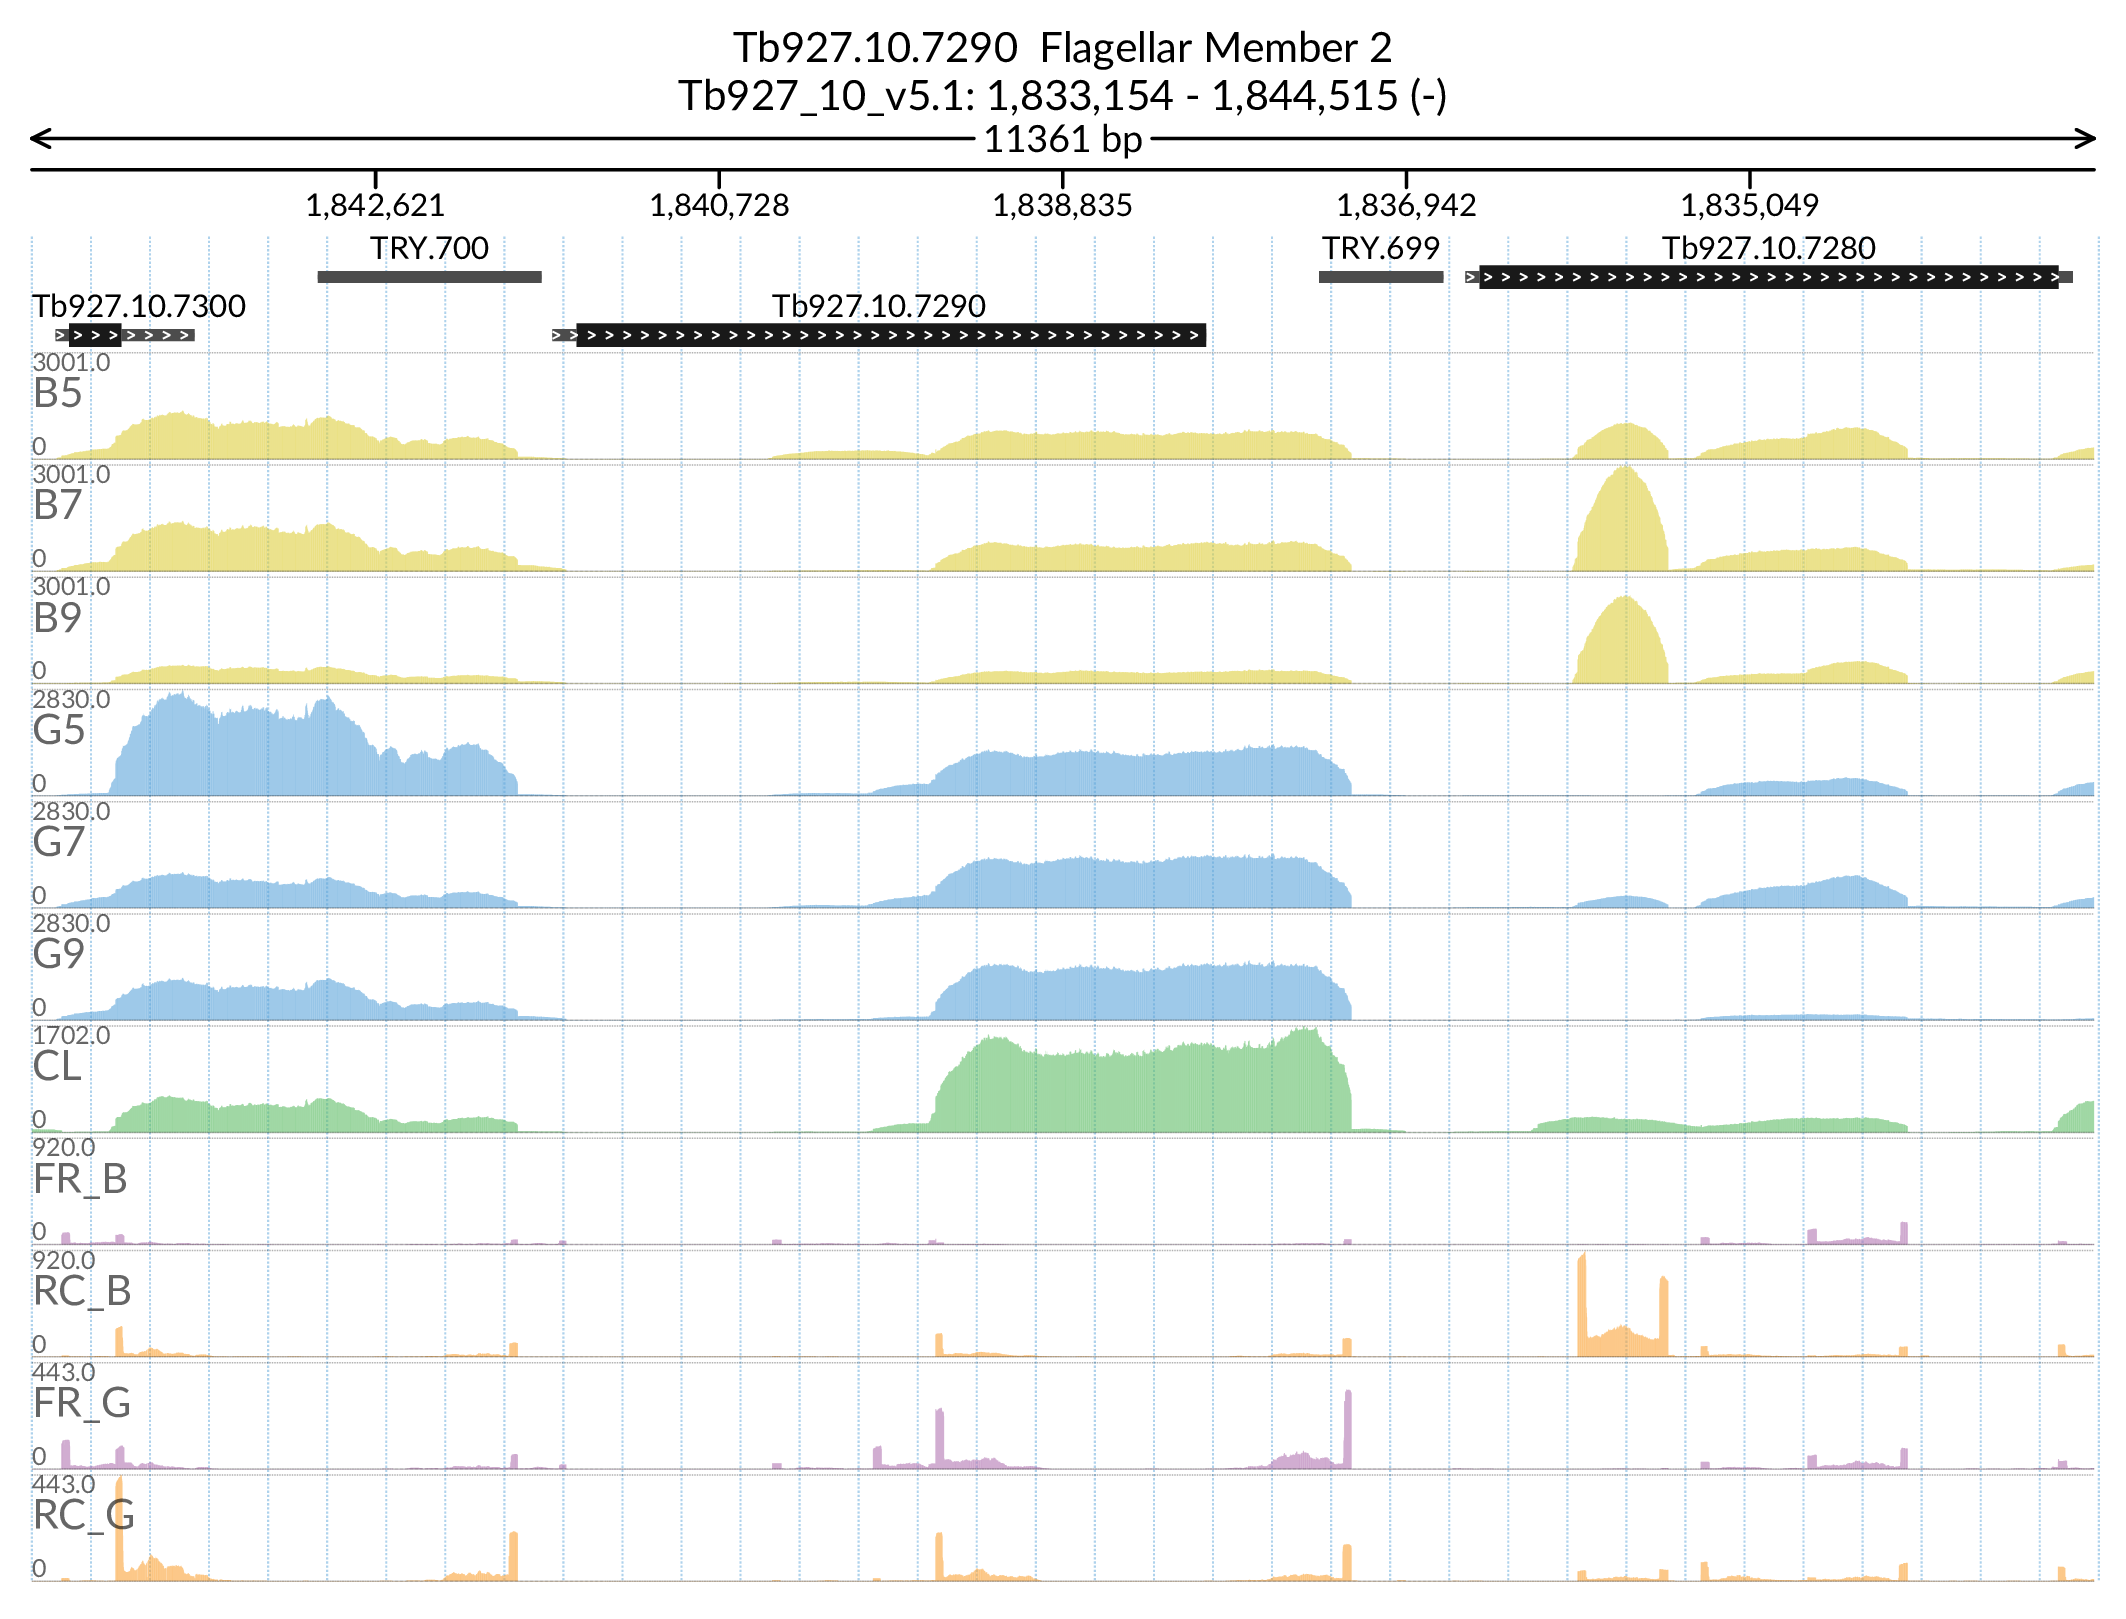 Tb927.10.7290  Flagellar Member 2
Tb927_10_v5.1: 1,833,154 - 1,844,515 (-)
11361 bp
1,842,621 1,840,728 1,838,835 1,836,942 1,835,049
TRY.700 TRY.699 Tb927.10.7280
Tb927.10.7300 Tb927.10.7290
3001.0
B5
0
3001.0
B7
0
3001.0
B9
0
2830.0
G5
0
2830.0
G7
0
2830.0
G9
0
1702.0
CL
0
920.0
FR_B
0
920.0
RC_B
0
443.0
FR_G
0
443.0
RC_G
0